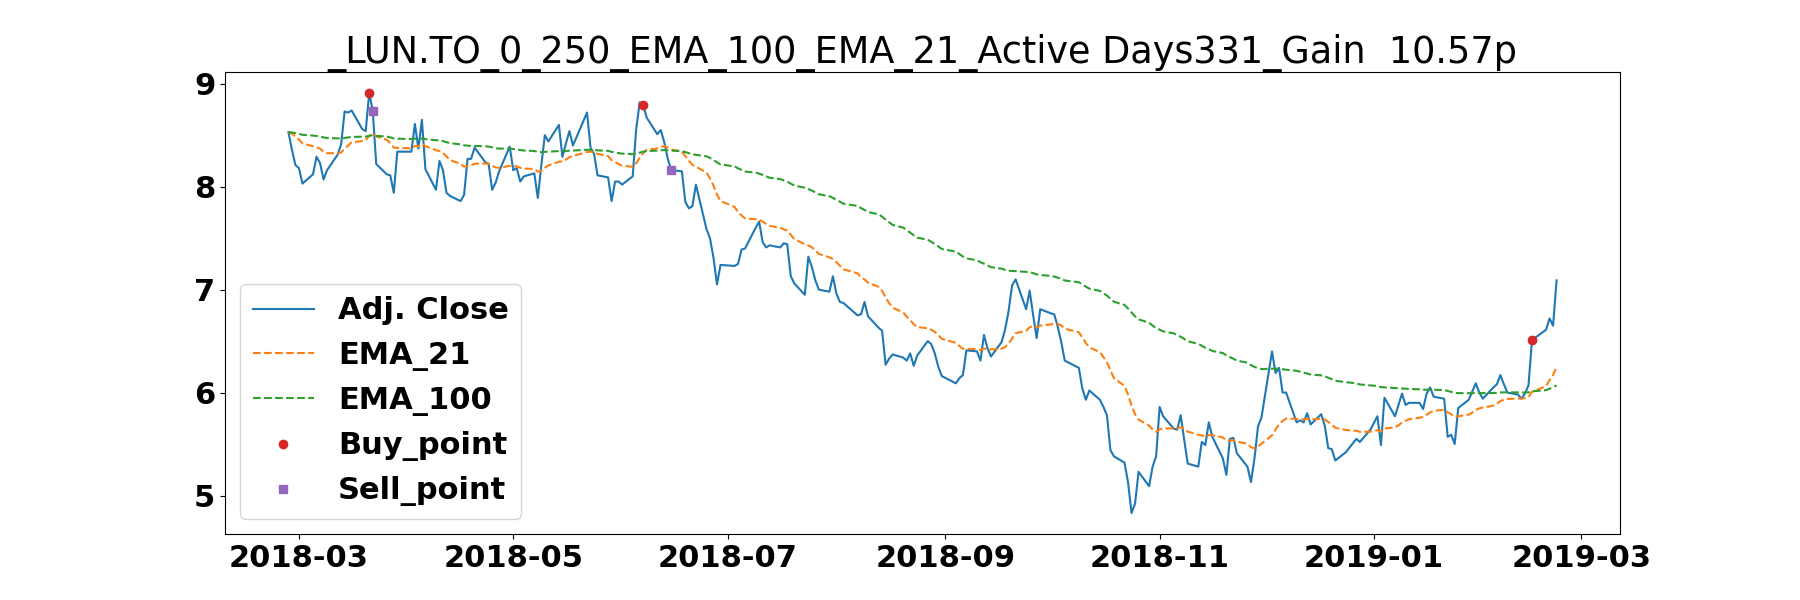 _LUN.TO_0_250_EMA_100_EMA_21_Active Days331_Gain  10.57p
9
8
7
6
5
Adj. Close
EMA_21
EMA_100
Buy_point
Sell_point
2018-03 2018-05 2018-07 2018-09 2018-11 2019-01 2019-03